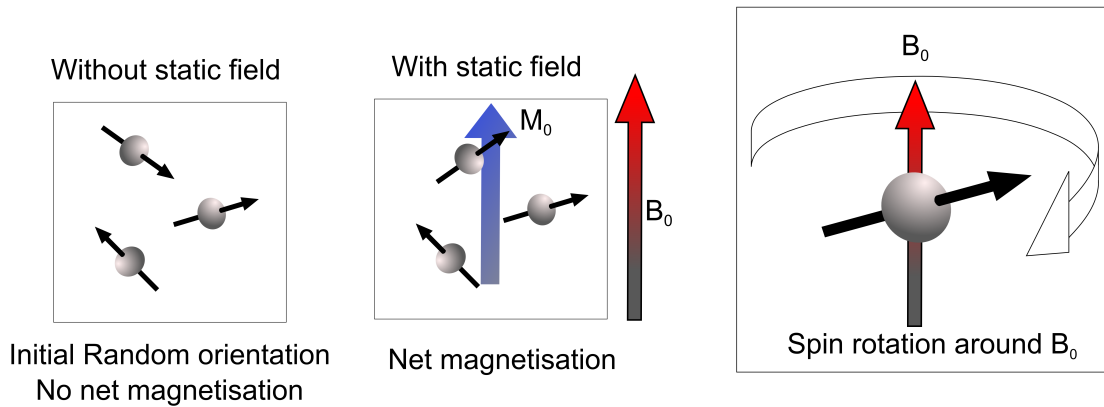 Without static field
Initial Random orientation
No net magnetisation
With static field
M₀
B₀
Net magnetisation
B₀
Spin rotation around B₀